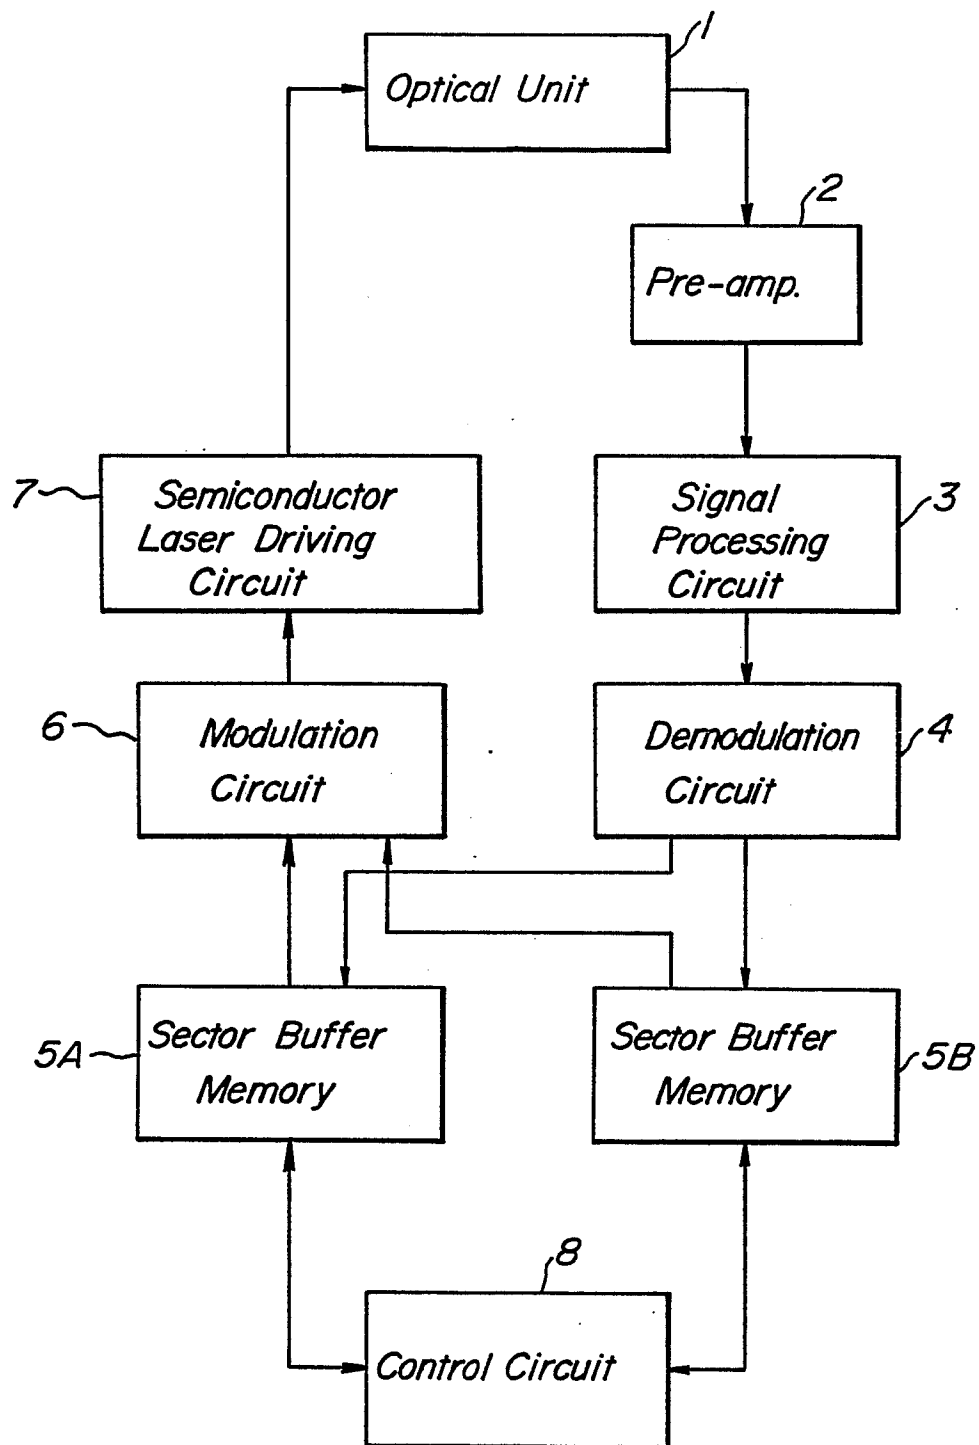 1
Optical Unit
2
Pre-amp.
7
Semiconductor
Laser Driving
Circuit
3
Signal
Processing
Circuit
6
Modulation
Circuit
4
Demodulation
Circuit
5A
Sector Buffer
Memory
5B
Sector Buffer
Memory
8
Control Circuit